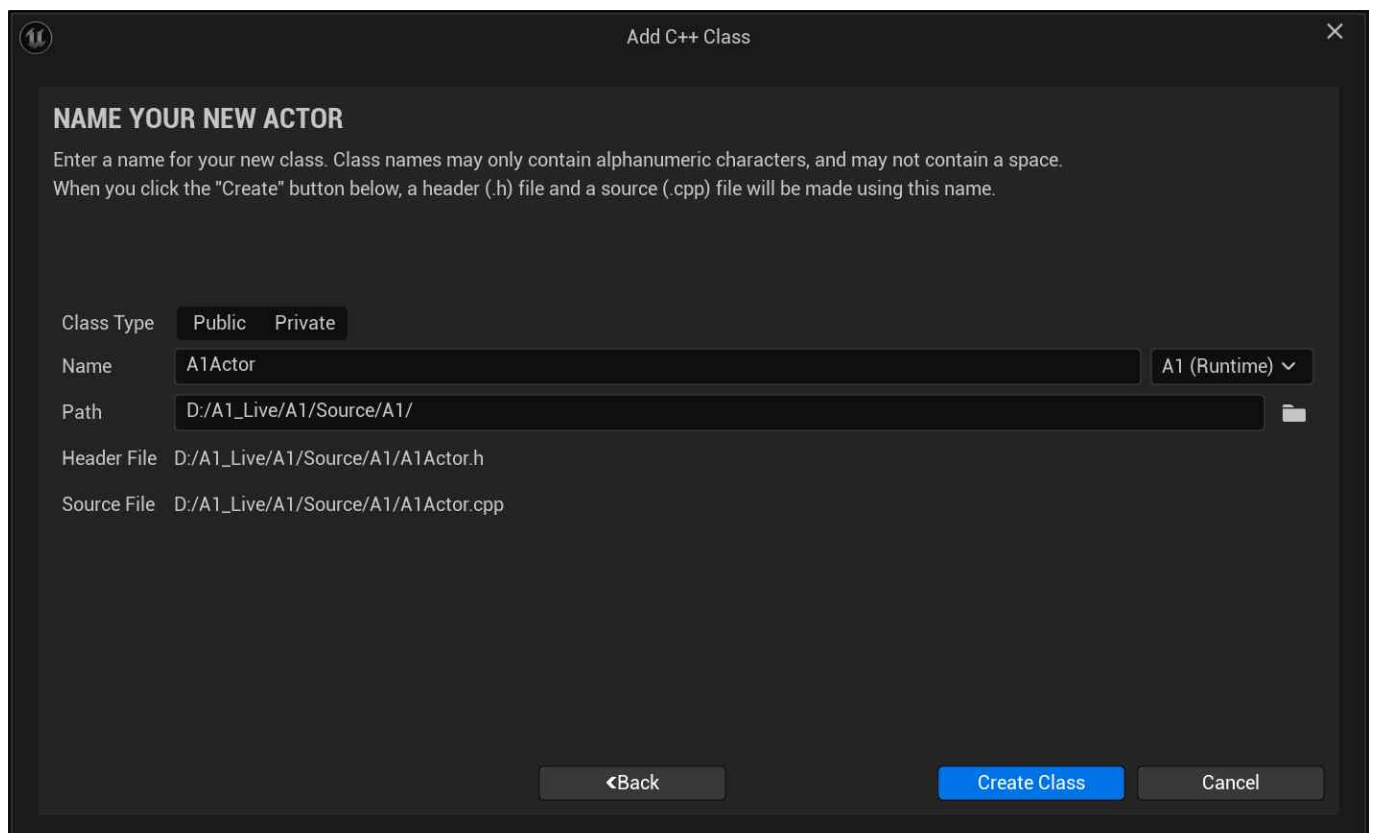 Add C++ Class
NAME YOUR NEW ACTOR
Enter a name for your new class. Class names may only contain alphanumeric characters, and may not contain a space.
When you click the "Create" button below, a header (.h) file and a source (.cpp) file will be made using this name.
Class Type Public Private
Name A1Actor A1 (Runtime)
Path D:/A1_Live/A1/Source/A1/
Header File D:/A1_Live/A1/Source/A1/A1Actor.h
Source File D:/A1_Live/A1/Source/A1/A1Actor.cpp
<Back Create Class Cancel